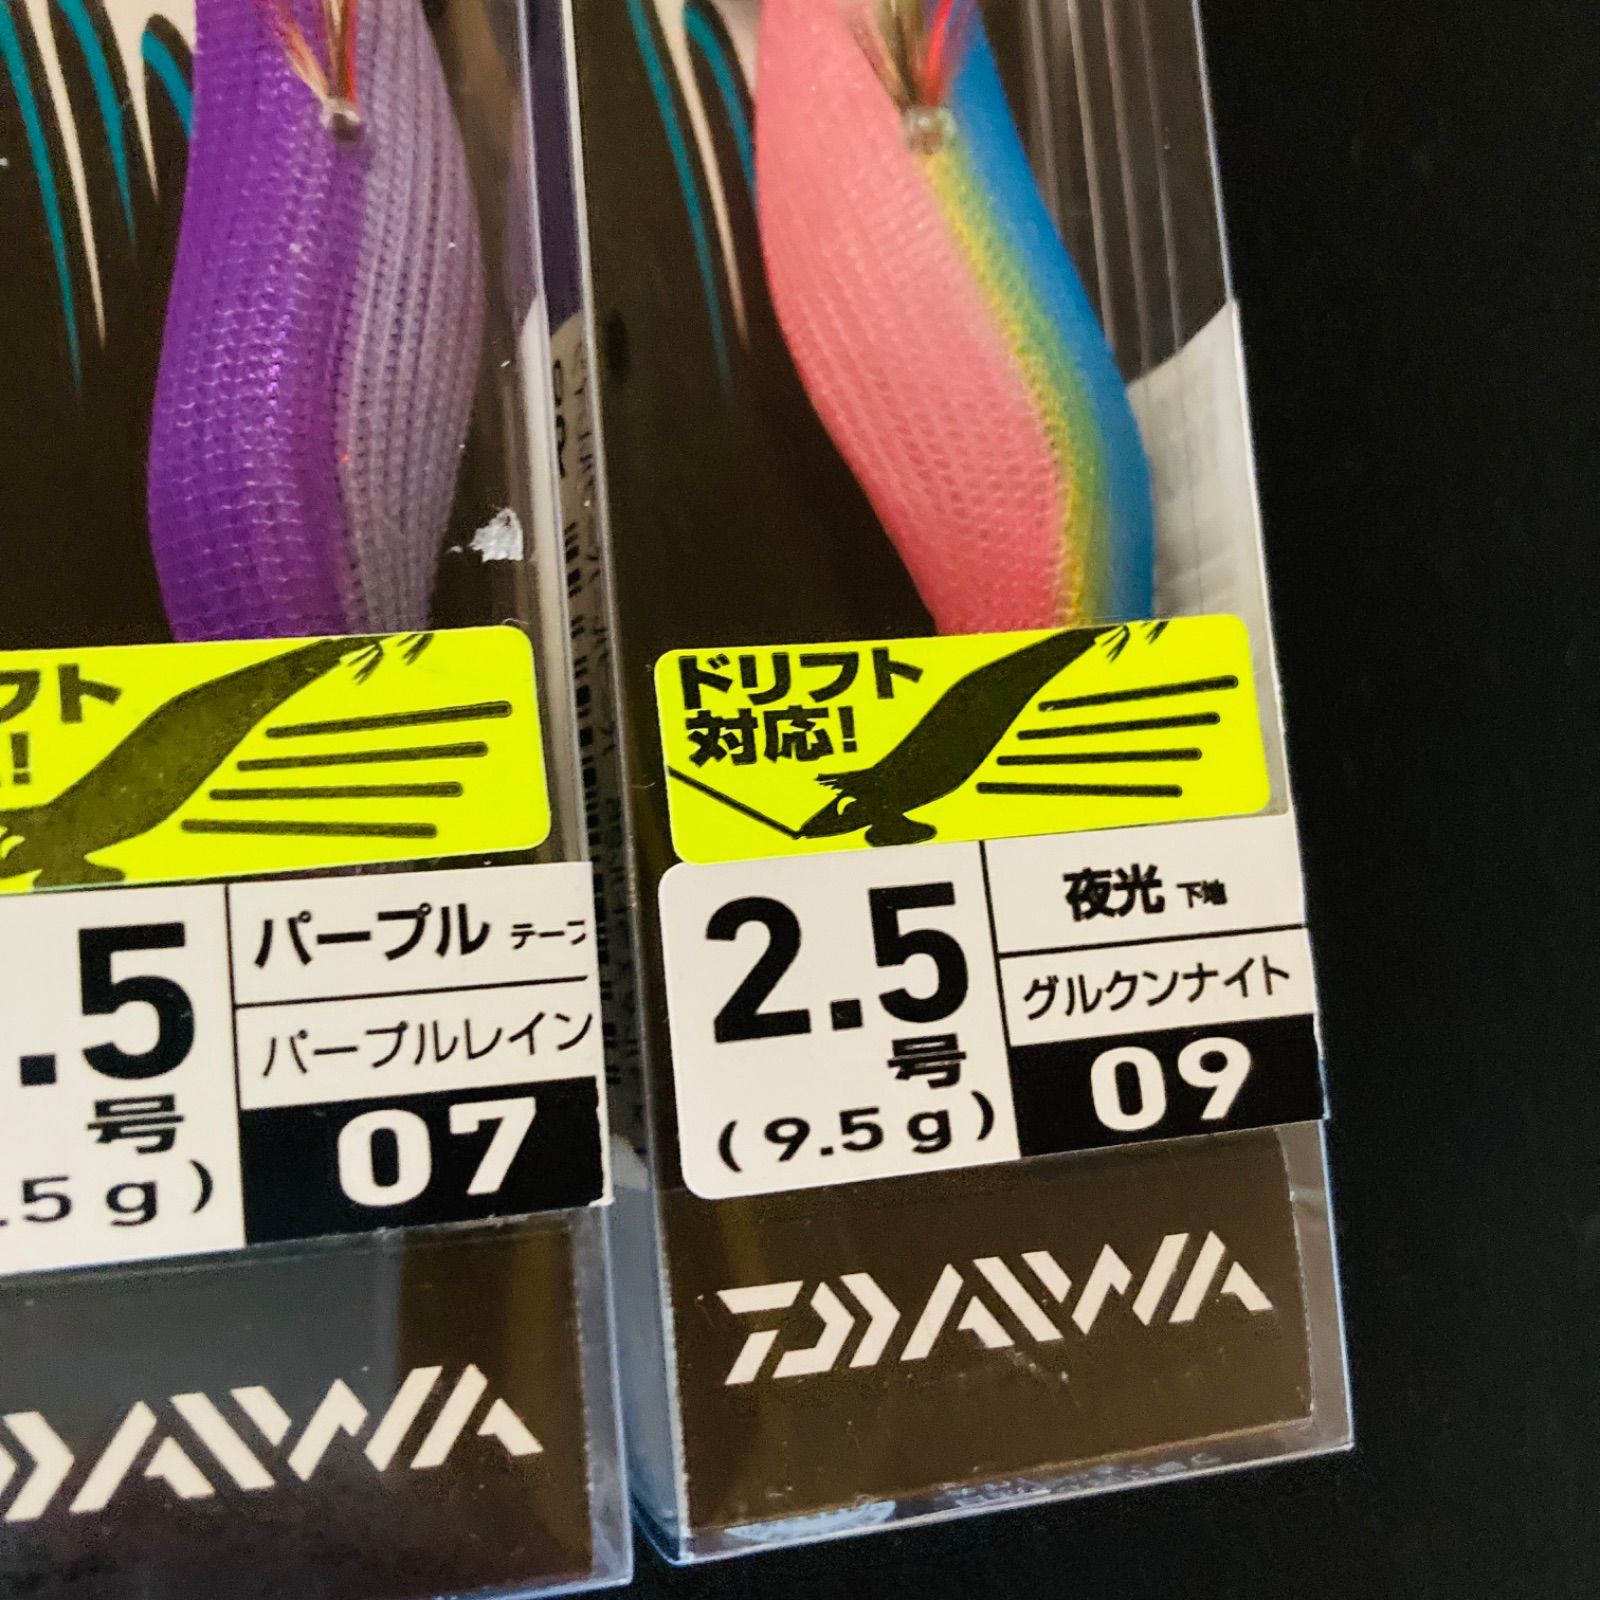 フト
!
.5
号
.5g)
パープル テープ
パープルレイン
07
DAIWA
ドリフト
対応!
2.5
号
(9.5g)
夜光 下地
グルクンナイト
09
DAIWA